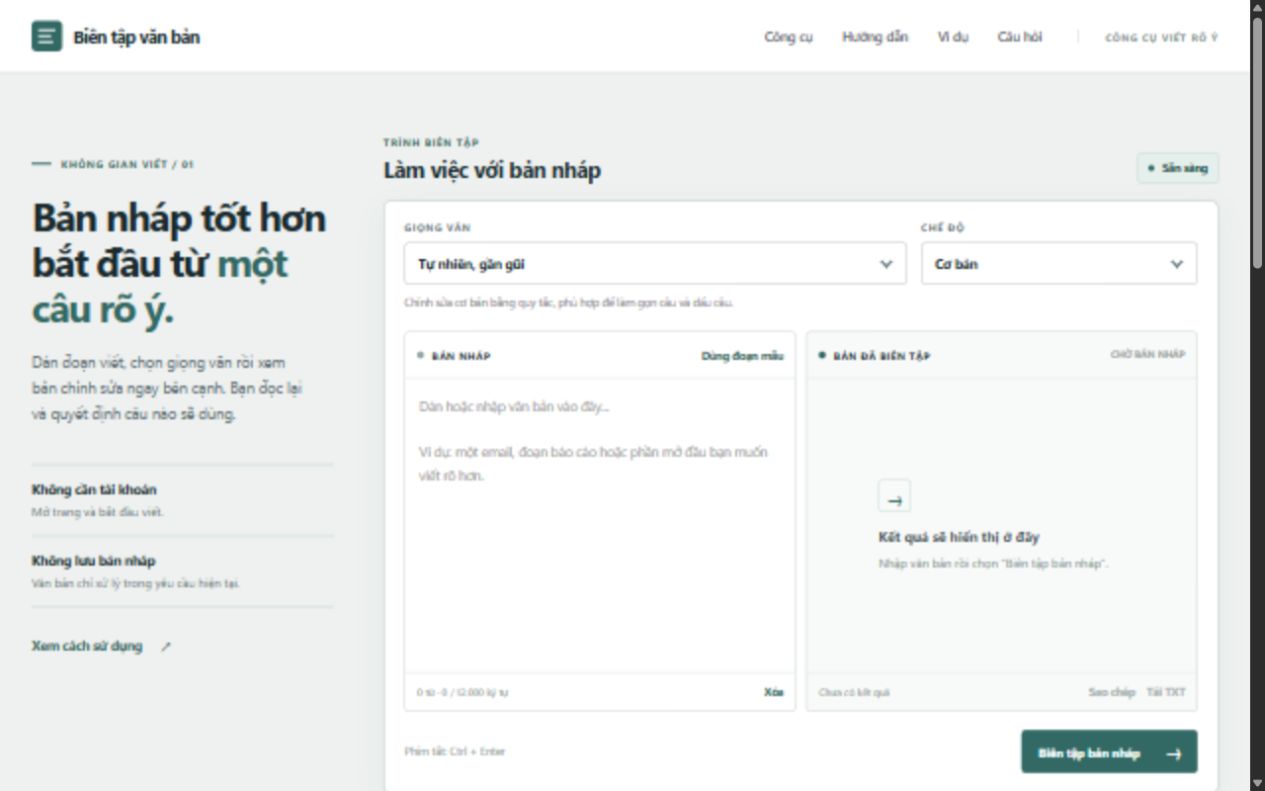 Biên tập văn bản
Công cụ
Hướng dẫn
Ví dụ
Câu hỏi
CÔNG CỤ VIẾT RÕ Ý
KHÔNG GIAN VIẾT / 01
Bản nháp tốt hơn
bắt đầu từ một
câu rõ ý.
Dán đoạn viết, chọn giọng văn rồi xem
bản chỉnh sửa ngay bên cạnh. Bạn đọc lại
và quyết định câu nào sẽ dùng.
Không cần tài khoản
Mở trang và bắt đầu viết.
Không lưu bản nháp
Văn bản chỉ xử lý trong yêu cầu hiện tại.
Xem cách sử dụng ↗
TRÌNH BIÊN TẬP
Làm việc với bản nháp
Sẵn sàng
GIỌNG VĂN
Tự nhiên, gần gũi
CHẾ ĐỘ
Cơ bản
Chỉnh sửa cơ bản bằng quy tắc, phù hợp để làm gọn câu và dấu câu.
BẢN NHÁP
Dùng đoạn mẫu
Dán hoặc nhập văn bản vào đây...
Ví dụ: một email, đoạn báo cáo hoặc phần mở đầu bạn muốn
viết rõ hơn.
0 từ · 0 / 12.000 ký tự
Xóa
BẢN ĐÃ BIÊN TẬP
CHỜ BẢN NHÁP
→
Kết quả sẽ hiển thị ở đây
Nhập văn bản rồi chọn "Biên tập bản nháp".
Chưa có kết quả
Sao chép
Tải TXT
Phím tắt: Ctrl + Enter
Biên tập bản nháp →